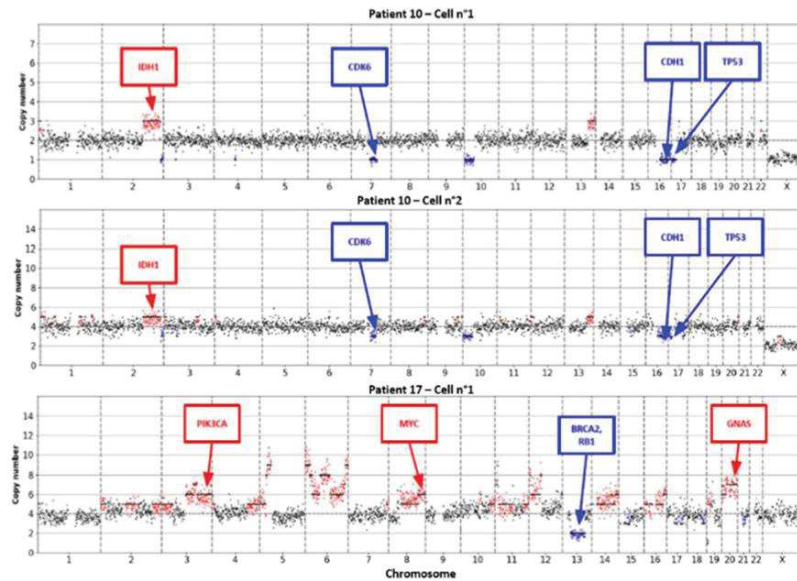 Patient 10 – Cell n°1
Copy number
7
6
5
4
3
2
1
0
IDH1
CDK6
CDH1
TP53
1 2 3 4 5 6 7 8 9 10 11 12 13 14 15 16 17 18 19 20 21 22 X
Patient 10 – Cell n°2
Copy number
14
12
10
8
6
4
2
0
IDH1
CDK6
CDH1
TP53
1 2 3 4 5 6 7 8 9 10 11 12 13 14 15 16 17 18 19 20 21 22 X
Patient 17 – Cell n°1
Copy number
14
12
10
8
6
4
2
0
PIK3CA
MYC
BRCA2,
RB1
GNAS
1 2 3 4 5 6 7 8 9 10 11 12 13 14 15 16 17 18 19 20 21 22 X
Chromosome